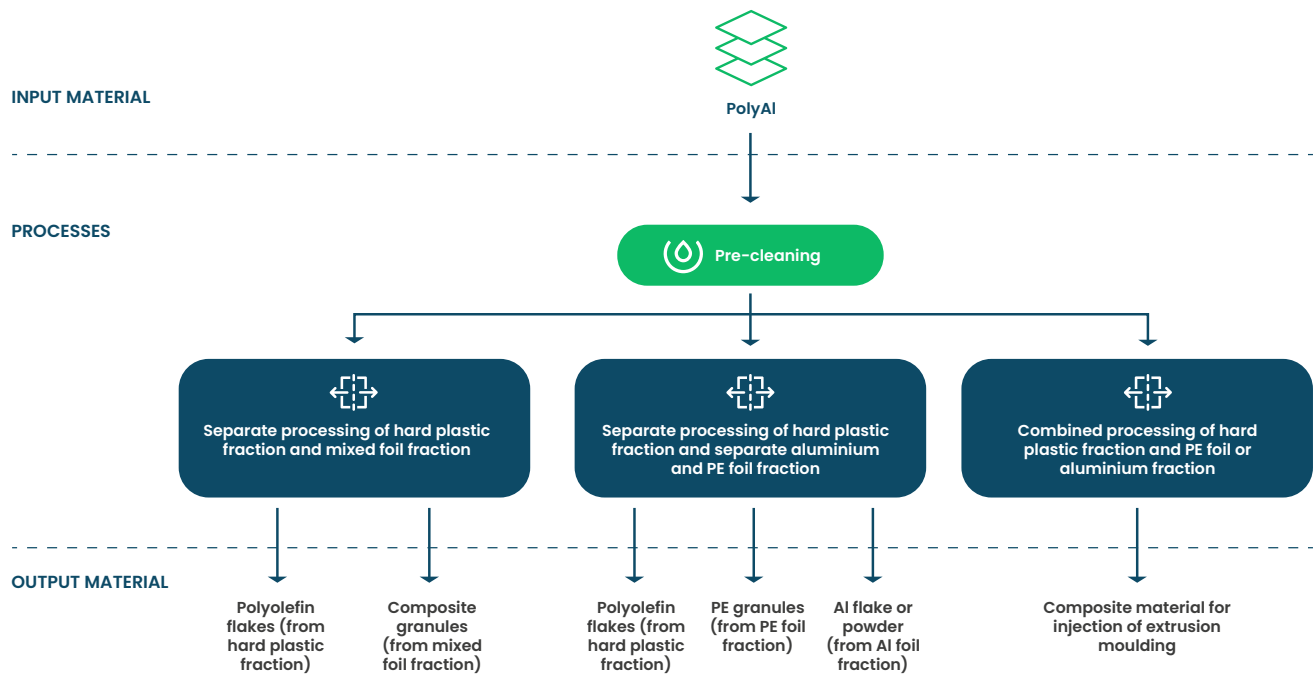 INPUT MATERIAL
PolyAl
PROCESSES
Pre-cleaning
Separate processing of hard plastic
fraction and mixed foil fraction
Separate processing of hard plastic
fraction and separate aluminium
and PE foil fraction
Combined processing of hard
plastic fraction and PE foil or
aluminium fraction
OUTPUT MATERIAL
Polyolefin
flakes (from
hard plastic
fraction)
Composite
granules
(from mixed
foil fraction)
Polyolefin
flakes (from
hard plastic
fraction)
PE granules
(from PE foil
fraction)
Al flake or
powder
(from Al foil
fraction)
Composite material for
injection of extrusion
moulding